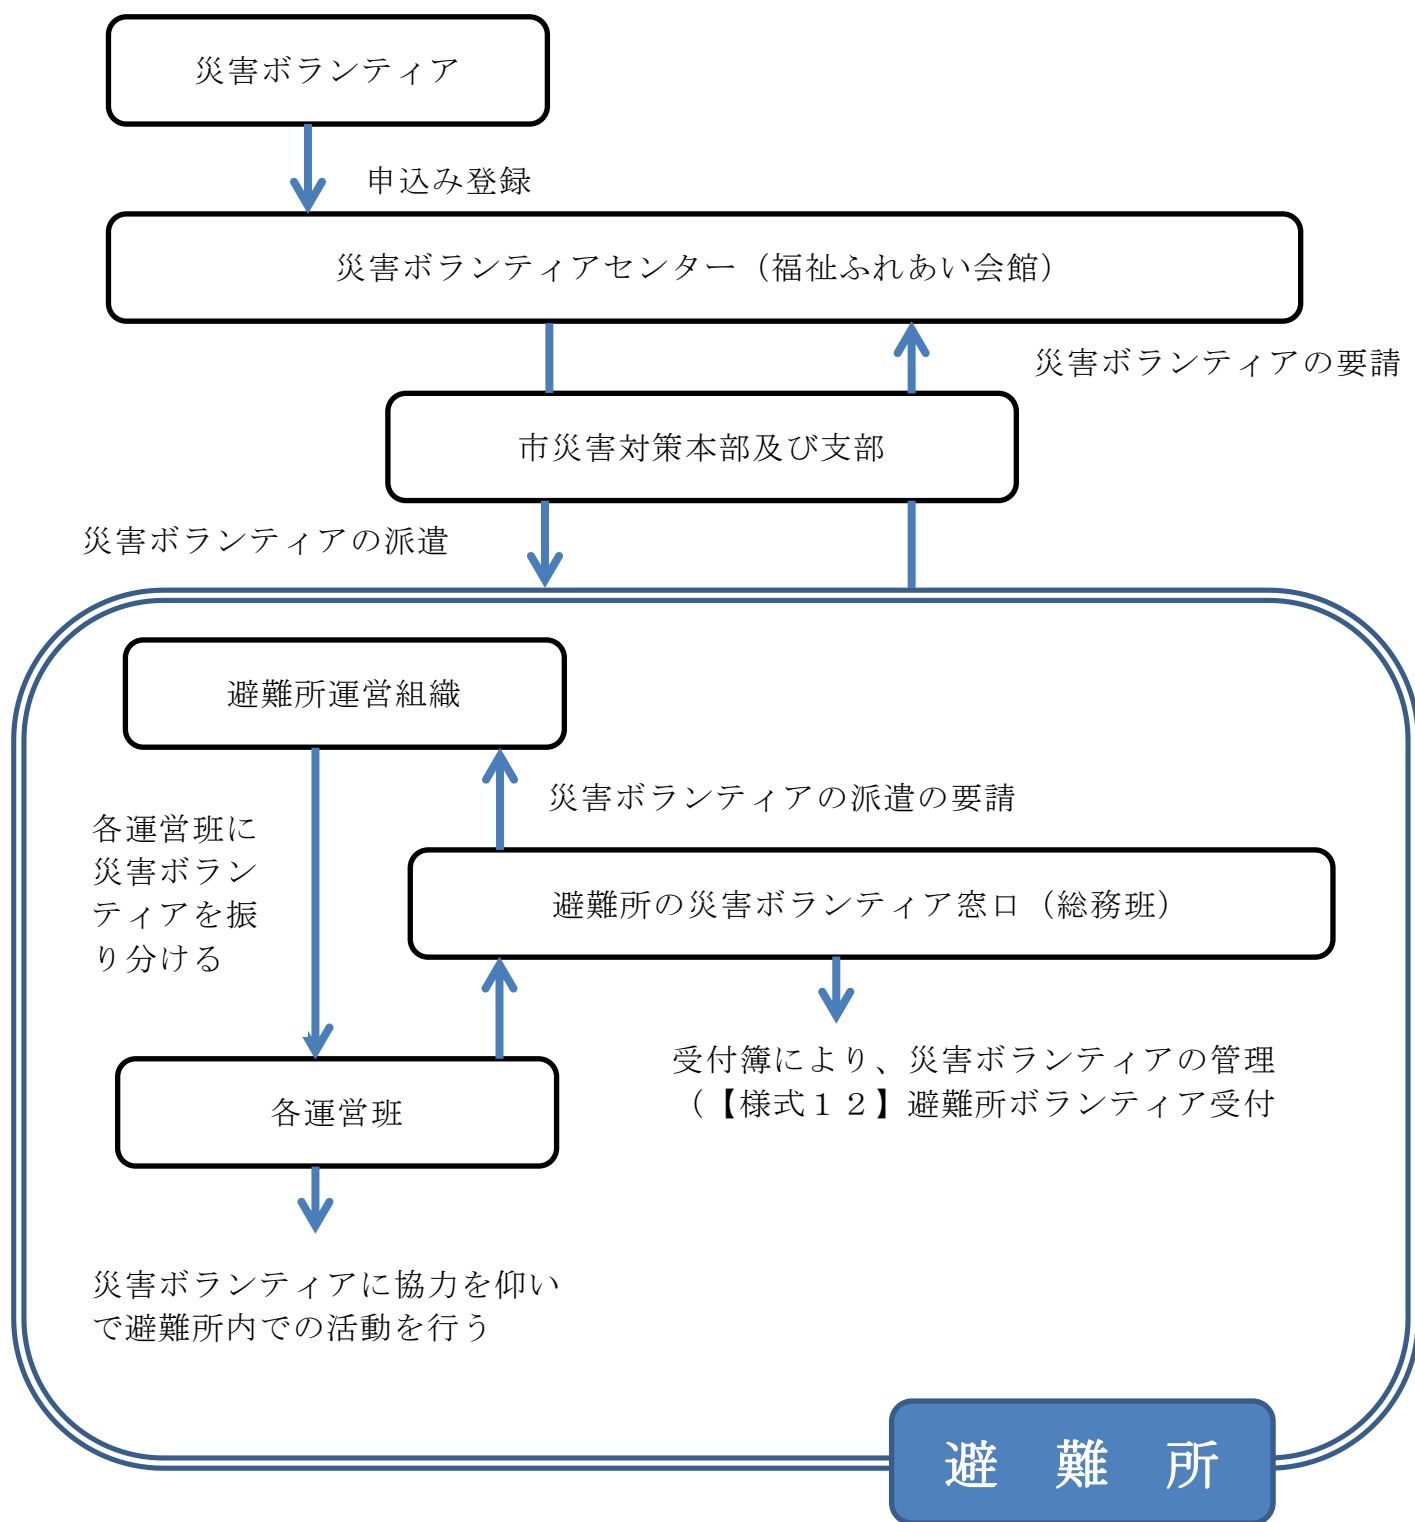 災害ボランティア
申込み登録
災害ボランティアセンター（福祉ふれあい会館）
災害ボランティアの要請
市災害対策本部及び支部
災害ボランティアの派遣
避難所運営組織
災害ボランティアの派遣の要請
各運営班に
災害ボラン
ティアを振
り分ける
避難所の災害ボランティア窓口（総務班）
受付簿により、災害ボランティアの管理
（【様式１２】避難所ボランティア受付
各運営班
災害ボランティアに協力を仰い
で避難所内での活動を行う
避　難　所